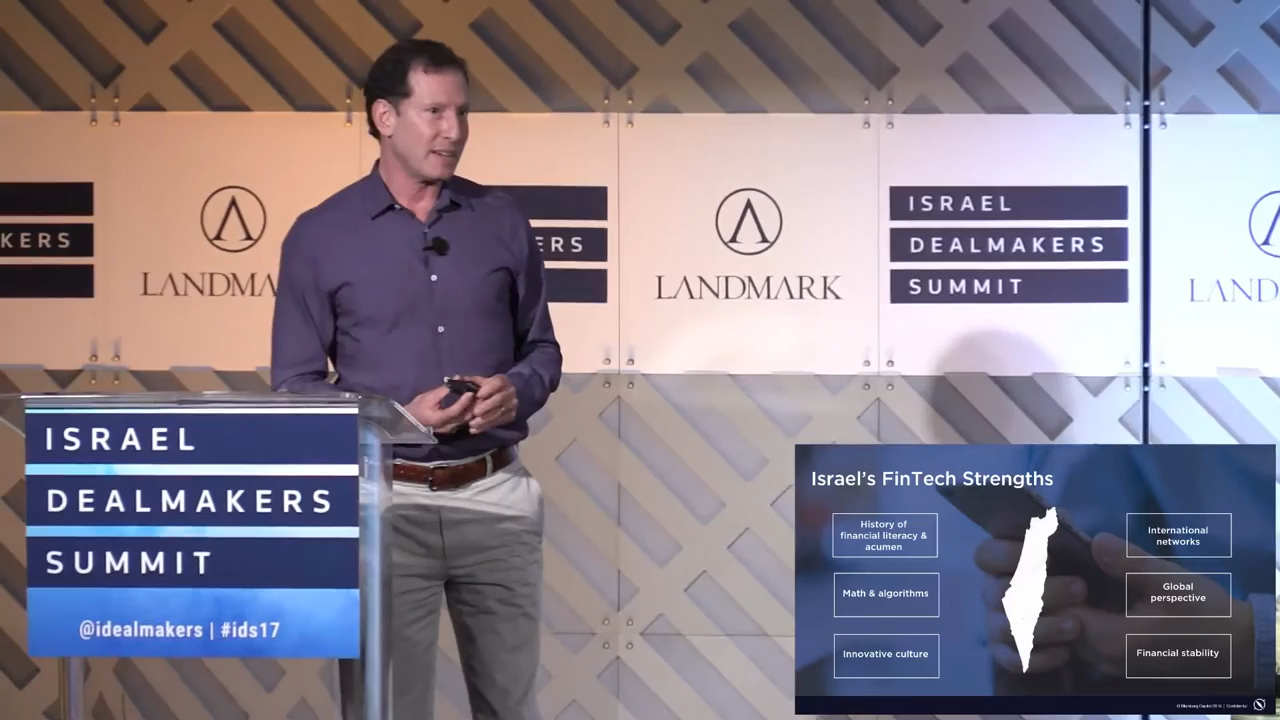 KERS
LANDMA
ERS
LANDMARK
ISRAEL
DEALMAKERS
SUMMIT
LAND
ISRAEL
DEALMAKERS
SUMMIT
@idealmakers | #ids17
Israel's FinTech Strengths
History of
financial literacy &
acumen
Math & algorithms
Innovative culture
International
networks
Global
perspective
Financial stability